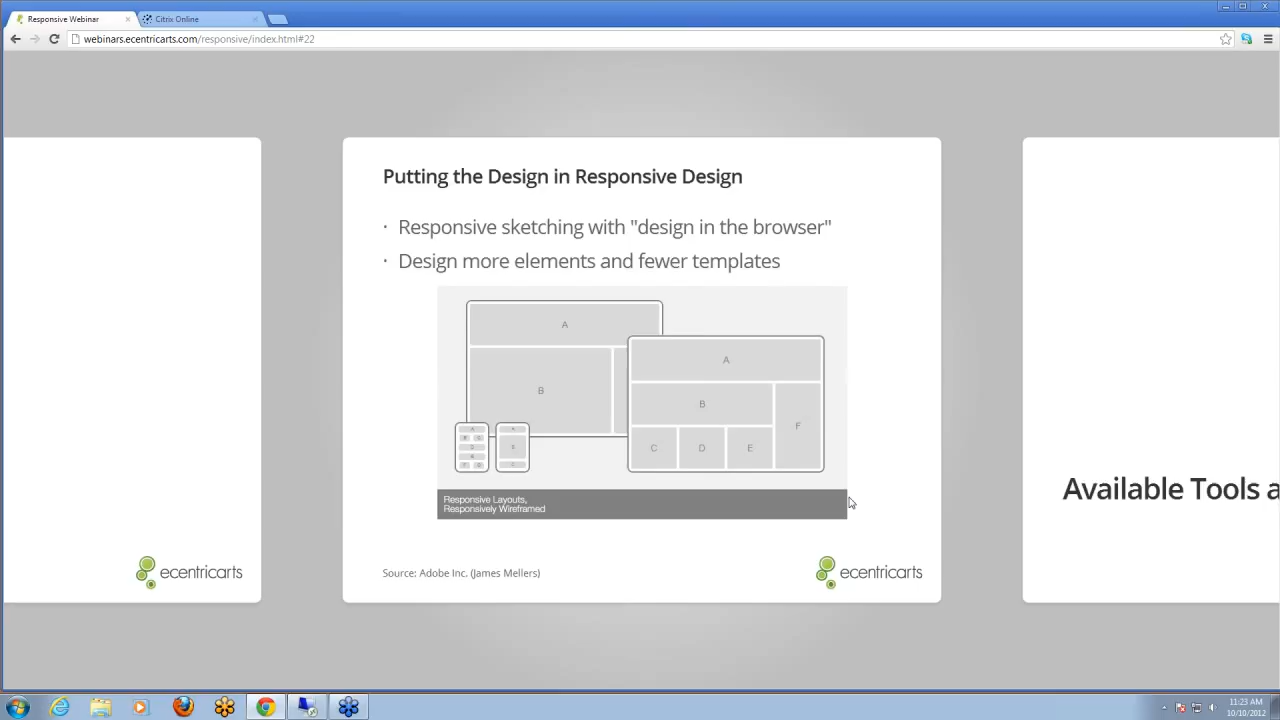 Responsive Webinar
Citrix Online
webinars.ecentricarts.com/responsive/index.html#22
Putting the Design in Responsive Design
· Responsive sketching with "design in the browser"
· Design more elements and fewer templates
A
B
A
B
F
C D E
Responsive Layouts,
Responsively Wireframed
Source: Adobe Inc. (James Mellers)
ecentricarts
ecentricarts
Available Tools a
11:23 AM
10/10/2012